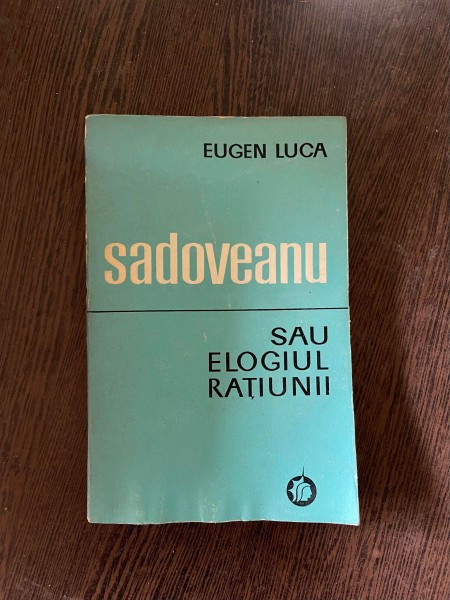 EUGEN LUCA
sadoveanu
SAU
ELOGIUL
RAȚIUNII